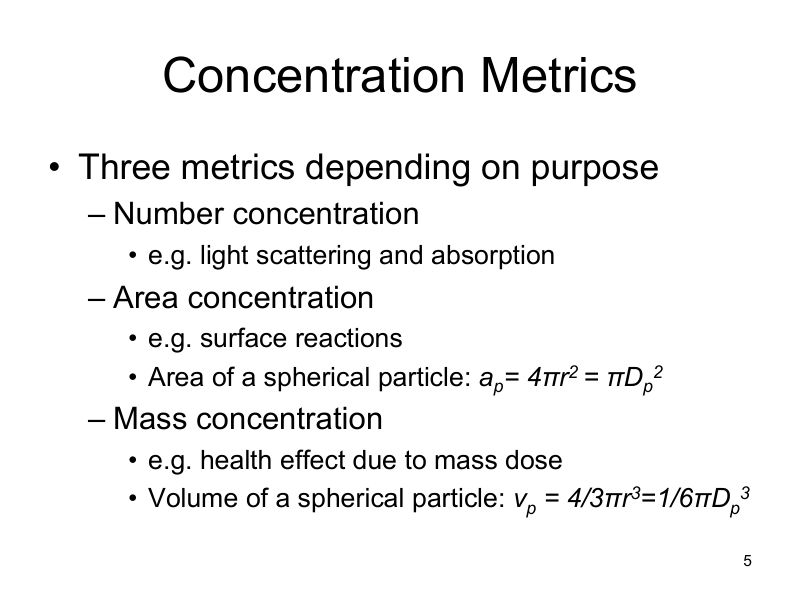 Concentration Metrics
• Three metrics depending on purpose
– Number concentration
• e.g. light scattering and absorption
– Area concentration
• e.g. surface reactions
• Area of a spherical particle: aₚ= 4πr² = πDₚ²
– Mass concentration
• e.g. health effect due to mass dose
• Volume of a spherical particle: vₚ = 4/3πr³=1/6πDₚ³
5